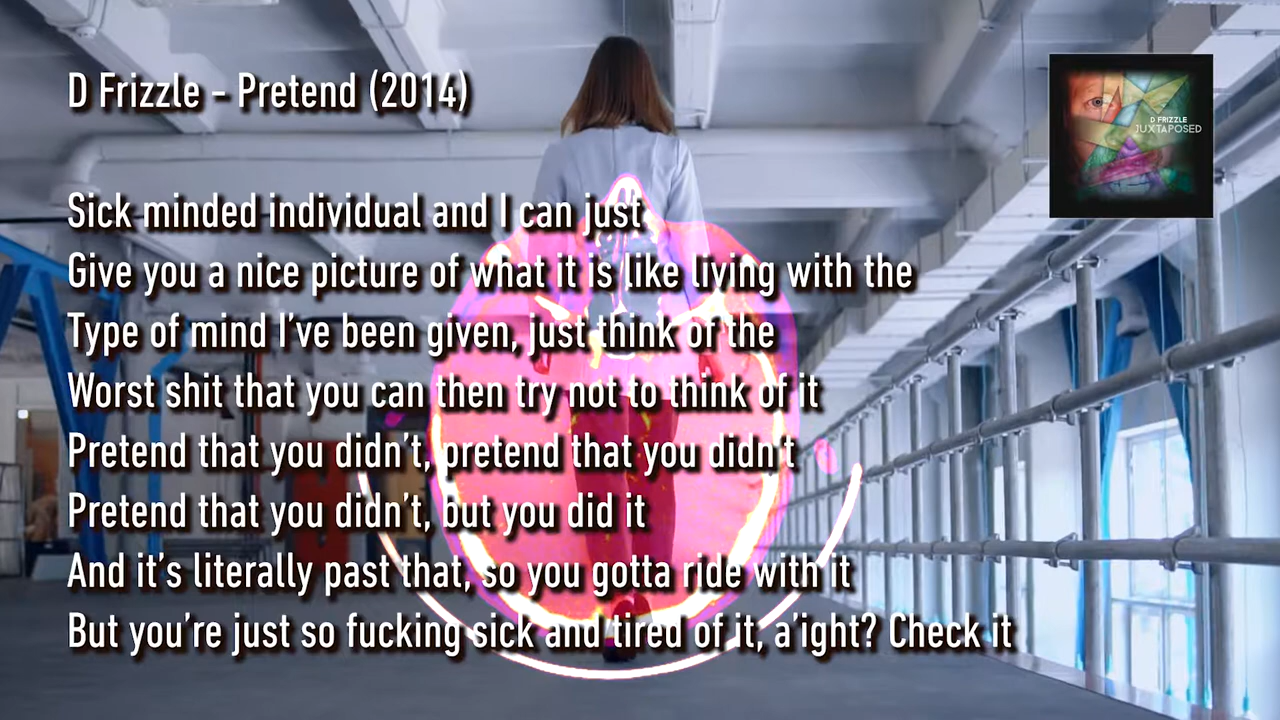 D Frizzle - Pretend (2014)
D FRIZZLE
JUXTAPOSED
Sick minded individual and I can just
Give you a nice picture of what it is like living with the
Type of mind I've been given, just think of the
Worst shit that you can then try not to think of it
Pretend that you didn't, pretend that you didn't
Pretend that you didn't, but you did it
And it's literally past that, so you gotta ride with it
But you're just so fucking sick and tired of it, a'ight? Check it